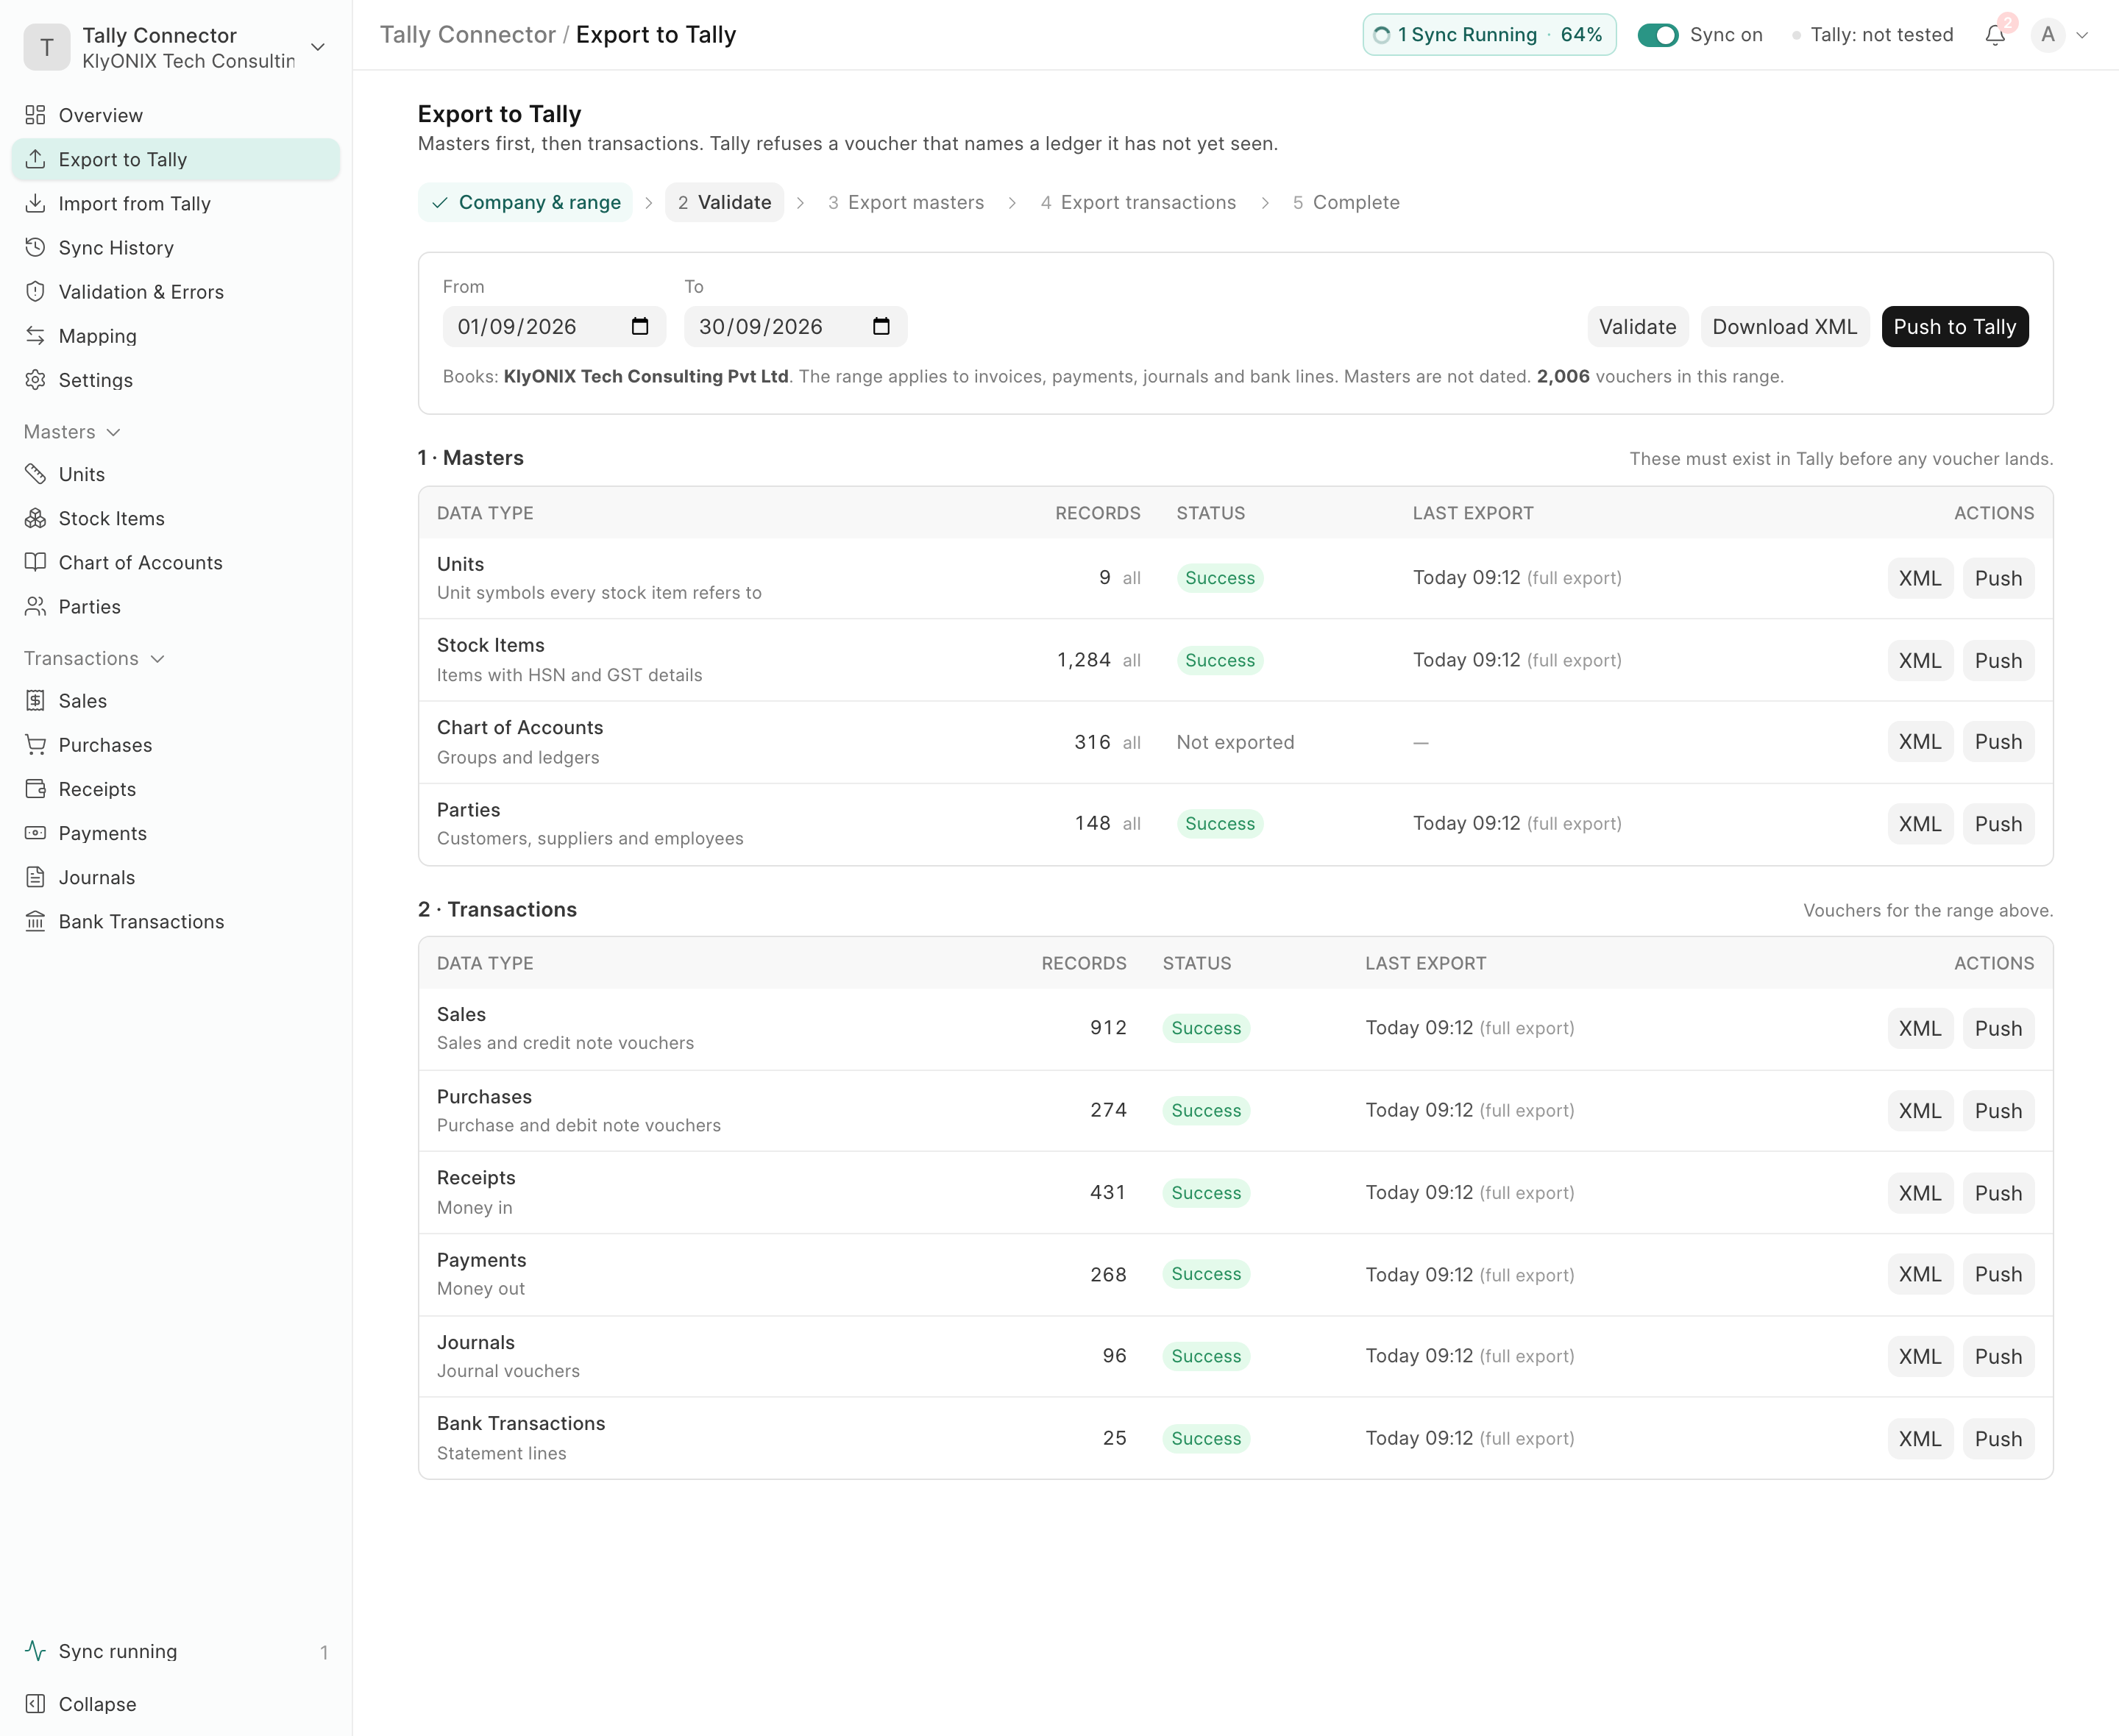 T
Tally Connector
KlyONIX Tech Consultin
Overview
Export to Tally
Import from Tally
Sync History
Validation & Errors
Mapping
Settings
Masters
Units
Stock Items
Chart of Accounts
Parties
Transactions
Sales
Purchases
Receipts
Payments
Journals
Bank Transactions
Sync running 1
Collapse
Tally Connector / Export to Tally
1 Sync Running · 64%
Sync on
Tally: not tested
2
A
Export to Tally
Masters first, then transactions. Tally refuses a voucher that names a ledger it has not yet seen.
Company & range
2 Validate
3 Export masters
4 Export transactions
5 Complete
From To
01/09/2026 30/09/2026 Validate Download XML Push to Tally
Books: KlyONIX Tech Consulting Pvt Ltd. The range applies to invoices, payments, journals and bank lines. Masters are not dated. 2,006 vouchers in this range.
1 · Masters These must exist in Tally before any voucher lands.
DATA TYPE RECORDS STATUS LAST EXPORT ACTIONS
Units
Unit symbols every stock item refers to
9 all Success Today 09:12 (full export) XML Push
Stock Items
Items with HSN and GST details
1,284 all Success Today 09:12 (full export) XML Push
Chart of Accounts
Groups and ledgers
316 all Not exported — XML Push
Parties
Customers, suppliers and employees
148 all Success Today 09:12 (full export) XML Push
2 · Transactions Vouchers for the range above.
DATA TYPE RECORDS STATUS LAST EXPORT ACTIONS
Sales
Sales and credit note vouchers
912 Success Today 09:12 (full export) XML Push
Purchases
Purchase and debit note vouchers
274 Success Today 09:12 (full export) XML Push
Receipts
Money in
431 Success Today 09:12 (full export) XML Push
Payments
Money out
268 Success Today 09:12 (full export) XML Push
Journals
Journal vouchers
96 Success Today 09:12 (full export) XML Push
Bank Transactions
Statement lines
25 Success Today 09:12 (full export) XML Push